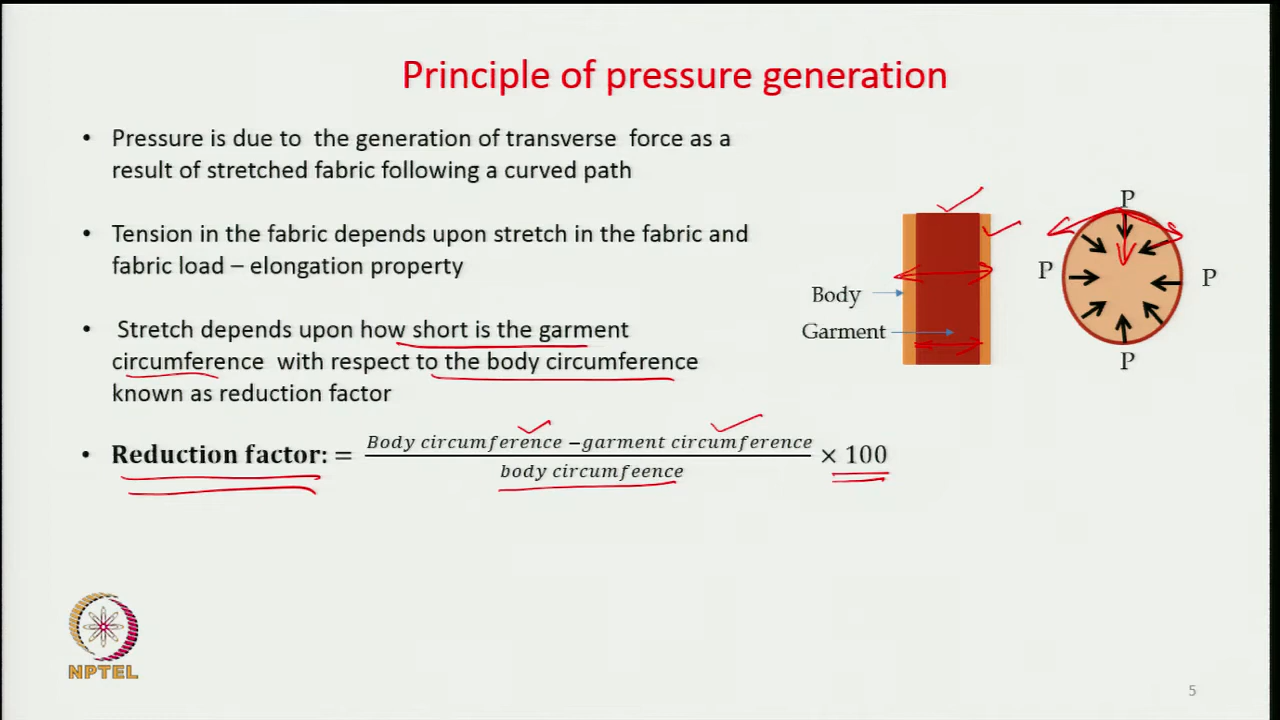 Principle of pressure generation
• Pressure is due to the generation of transverse force as a
result of stretched fabric following a curved path
• Tension in the fabric depends upon stretch in the fabric and
fabric load – elongation property
• Stretch depends upon how short is the garment
circumference with respect to the body circumference
known as reduction factor
• Reduction factor: = Body circumference −garment circumference / body circumfeence × 100
Body
Garment
P
P
P
P
NPTEL
5